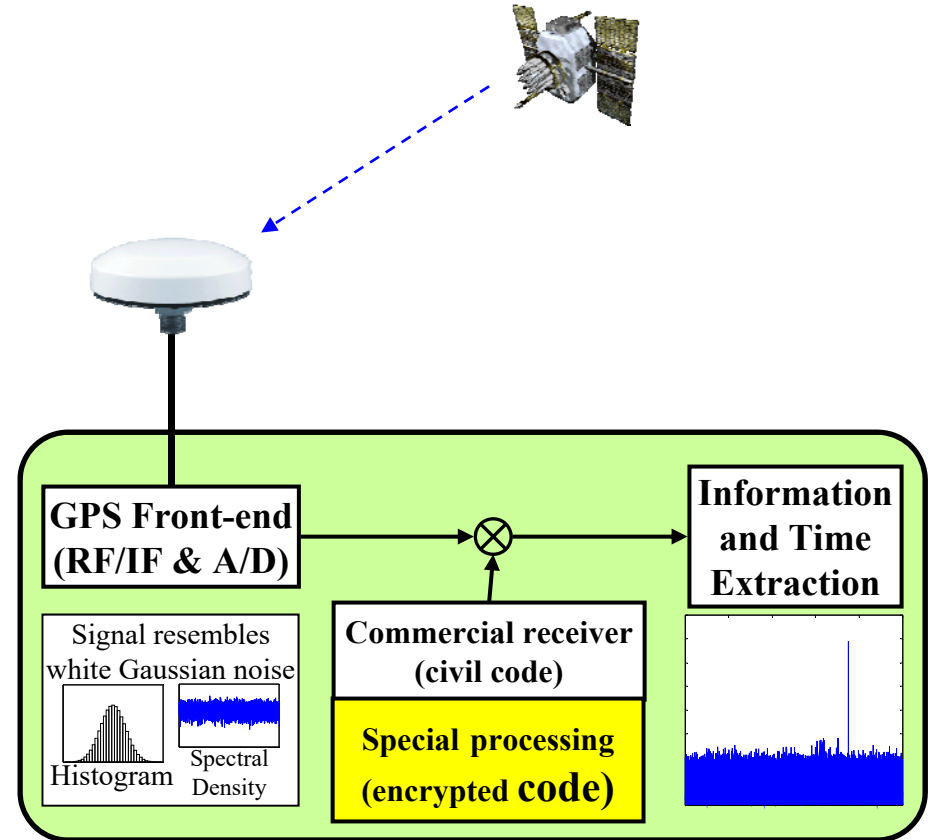 GPS Front-end
(RF/IF & A/D)
Information
and Time
Extraction
Signal resembles
white Gaussian noise
Histogram
Spectral
Density
Commercial receiver
(civil code)
Special processing
(encrypted code)